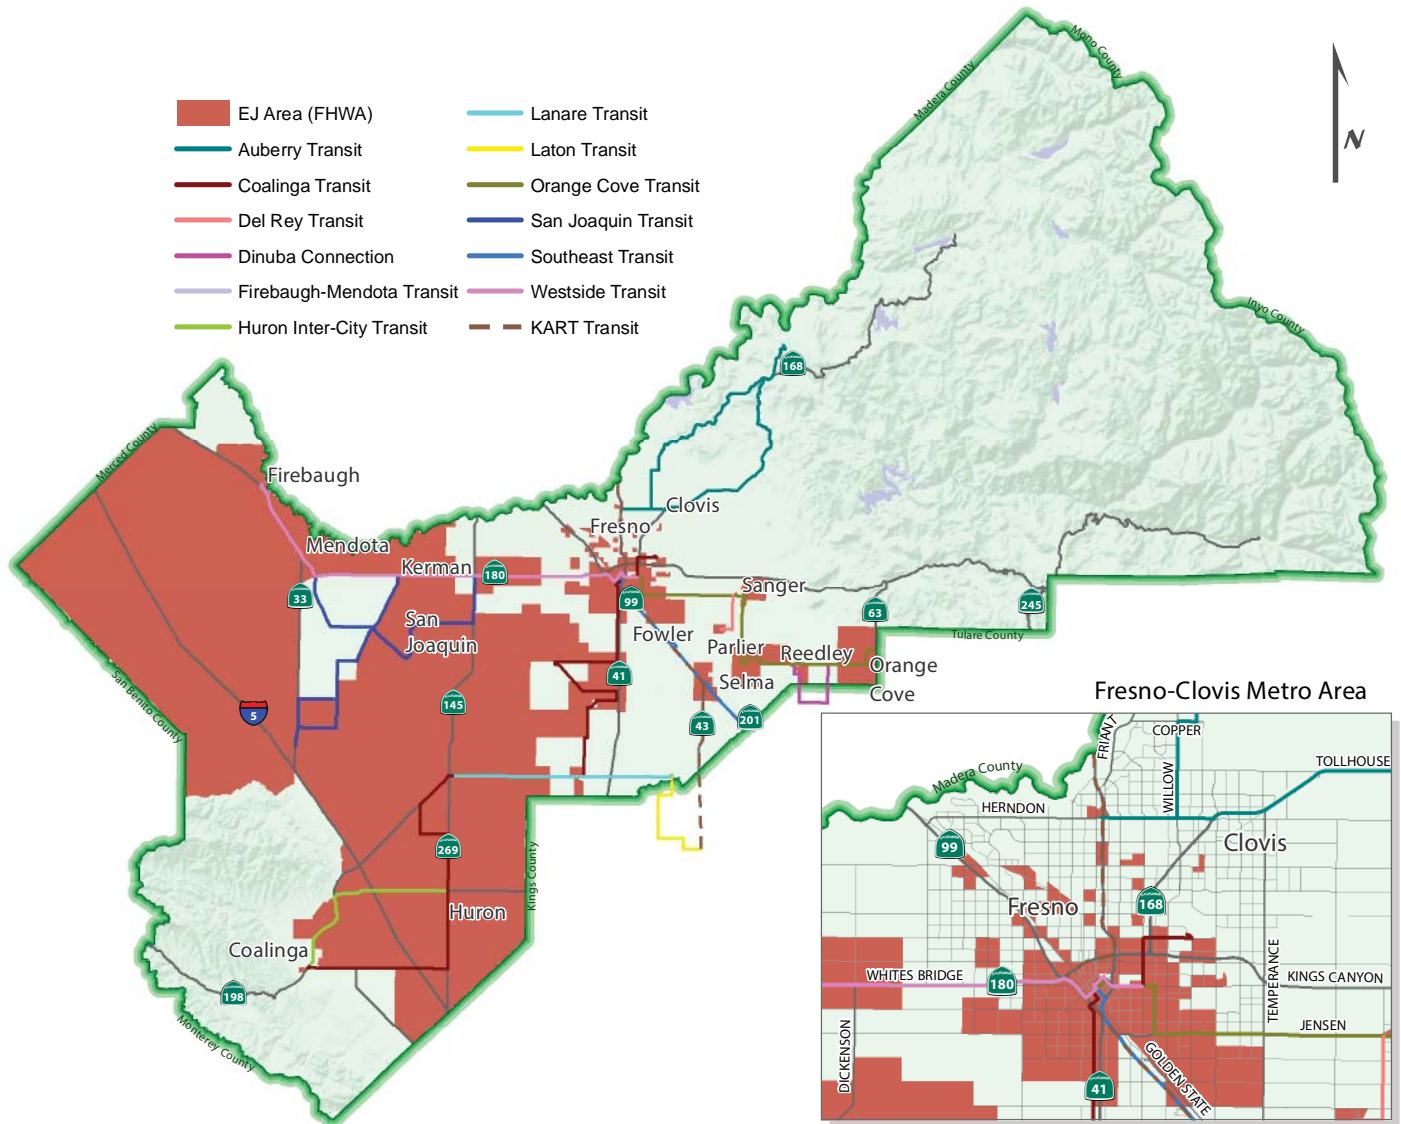 Mono County
Madera County
N
EJ Area (FHWA)
Auberry Transit
Coalinga Transit
Del Rey Transit
Dinuba Connection
Firebaugh-Mendota Transit
Huron Inter-City Transit
Lanare Transit
Laton Transit
Orange Cove Transit
San Joaquin Transit
Southeast Transit
Westside Transit
KART Transit
Inyo County
168
Merced County
Firebaugh
Clovis
Fresno
Mendota
Kerman
180
33
99
Sanger
63
245
San
Joaquin
Fowler
Parlier
Reedley
Tulare County
Orange
Cove
41
Selma
San Benito County
5
145
43
201
269
Kings County
Huron
Coalinga
198
Monterey County
Fresno-Clovis Metro Area
FRIANT
COPPER
WILLOW
TOLLHOUSE
Madera County
HERNDON
99
Clovis
168
Fresno
WHITES BRIDGE
180
TEMPERANCE
KINGS CANYON
JENSEN
DICKENSON
GOLDEN STATE
41